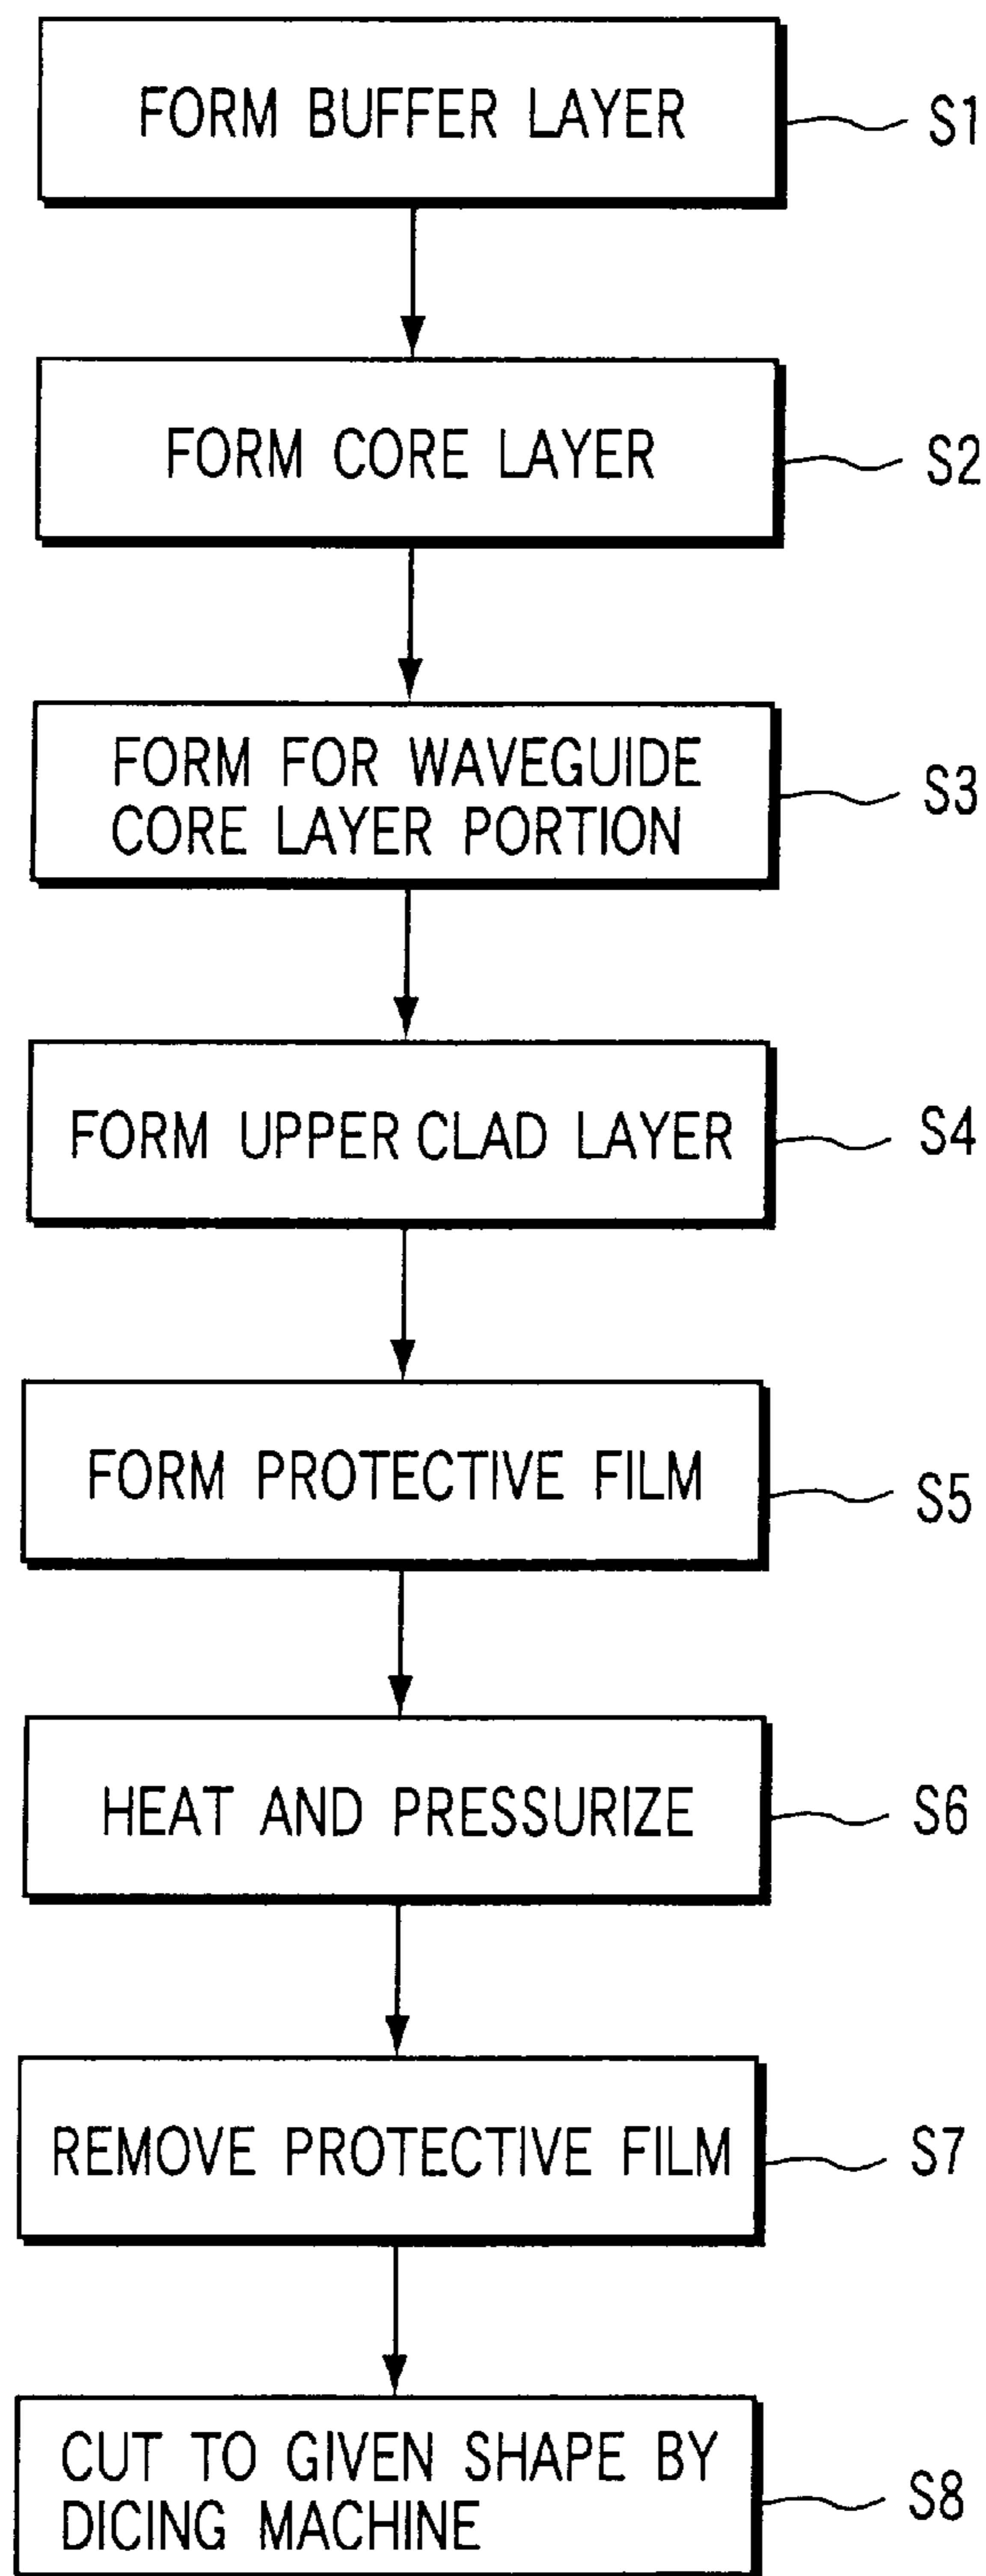 FORM BUFFER LAYER
S1
FORM CORE LAYER
S2
FORM FOR WAVEGUIDE
CORE LAYER PORTION
S3
FORM UPPER CLAD LAYER
S4
FORM PROTECTIVE FILM
S5
HEAT AND PRESSURIZE
S6
REMOVE PROTECTIVE FILM
S7
CUT TO GIVEN SHAPE BY
DICING MACHINE
S8